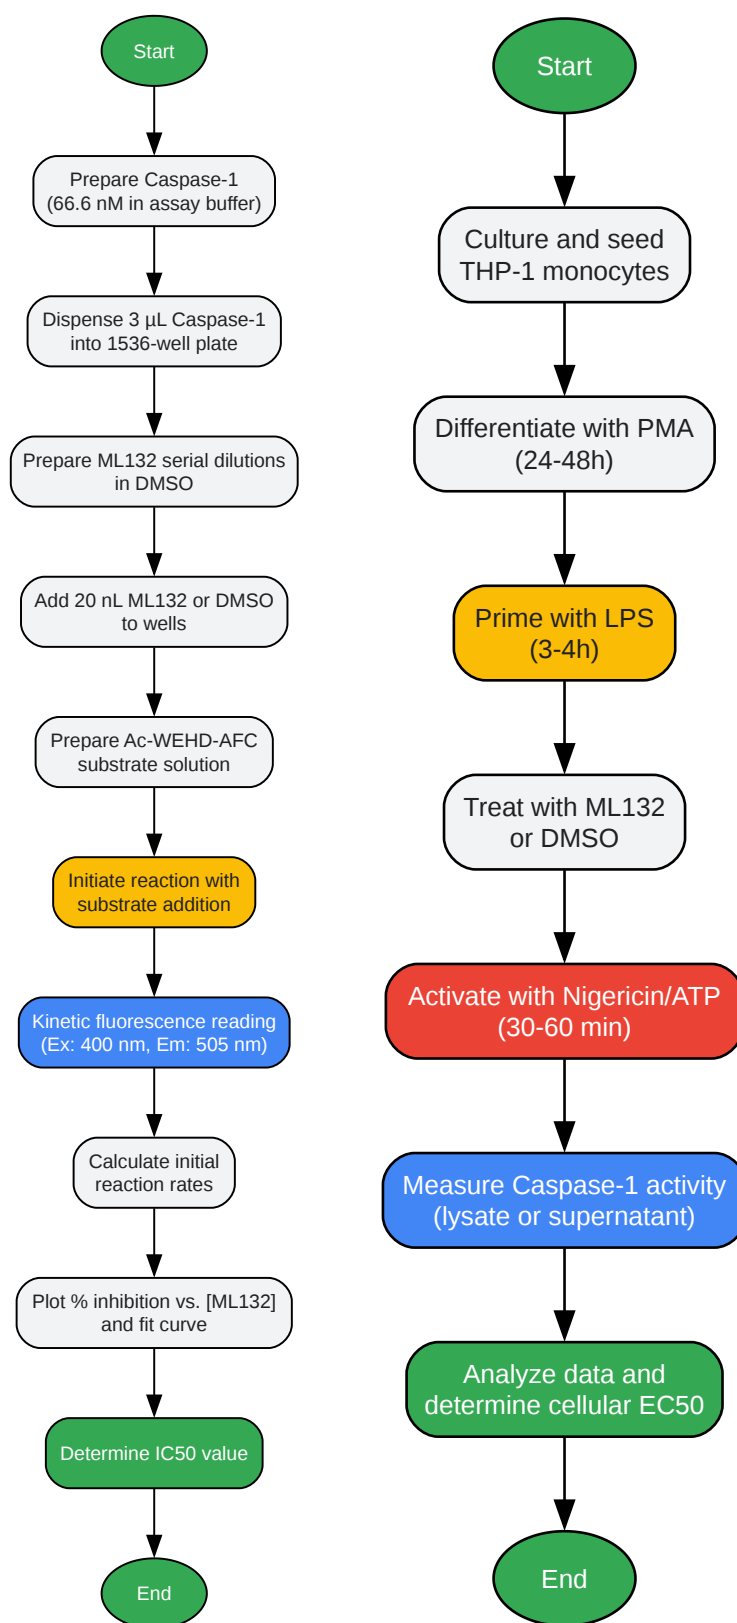 Start
Prepare Caspase-1
(66.6 nM in assay buffer)
Dispense 3 µL Caspase-1
into 1536-well plate
Prepare ML132 serial dilutions
in DMSO
Add 20 nL ML132 or DMSO
to wells
Prepare Ac-WEHD-AFC
substrate solution
Initiate reaction with
substrate addition
Kinetic fluorescence reading
(Ex: 400 nm, Em: 505 nm)
Calculate initial
reaction rates
Plot % inhibition vs. [ML132]
and fit curve
Determine IC50 value
End
Start
Culture and seed
THP-1 monocytes
Differentiate with PMA
(24-48h)
Prime with LPS
(3-4h)
Treat with ML132
or DMSO
Activate with Nigericin/ATP
(30-60 min)
Measure Caspase-1 activity
(lysate or supernatant)
Analyze data and
determine cellular EC50
End